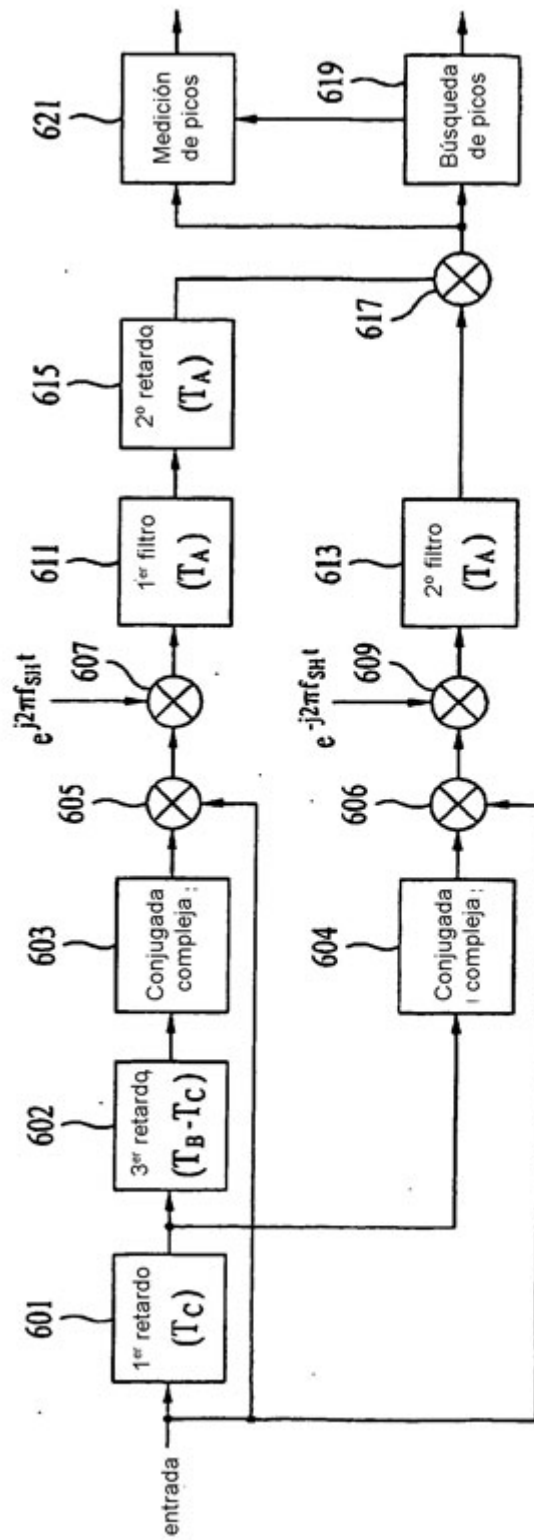 entrada
601
1er retardo
(TC)
602
3er retardo
(TB-TC)
603
Conjugada
compleja
605
ej2πfSHt
607
611
1er filtro
(TA)
615
2º retardo
(TA)
621
Medición
de picos
604
Conjugada
compleja
606
e-j2πfSHt
609
613
2º filtro
(TA)
617
619
Búsqueda
de picos